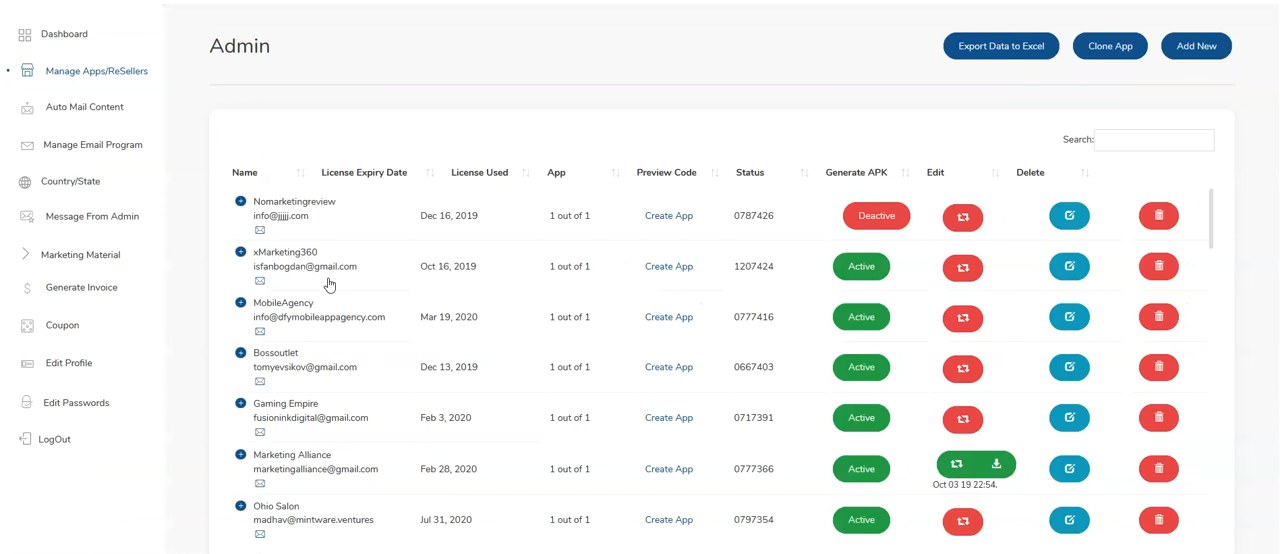 Dashboard
Manage Apps/ReSellers
Auto Mail Content
Manage Email Program
Country/State
Message From Admin
Marketing Material
Generate Invoice
Coupon
Edit Profile
Edit Passwords
LogOut
Admin
Export Data to Excel Clone App Add New
Search:
Name License Expiry Date License Used App Preview Code Status Generate APK Edit Delete
Nomarketingreview
info@jjjjj.com Dec 16, 2019 1 out of 1 Create App 0787426 Deactive
xMarketing360
isfanbogdan@gmail.com Oct 16, 2019 1 out of 1 Create App 1207424 Active
MobileAgency
info@dfymobileappagency.com Mar 19, 2020 1 out of 1 Create App 0777416 Active
Bossoutlet
tomyevsikov@gmail.com Dec 13, 2019 1 out of 1 Create App 0667403 Active
Gaming Empire
fusioninkdigital@gmail.com Feb 3, 2020 1 out of 1 Create App 0717391 Active
Marketing Alliance
marketingalliance@gmail.com Feb 28, 2020 1 out of 1 Create App 0777366 Active
Oct 03 19 22:54.
Ohio Salon
madhav@mintware.ventures Jul 31, 2020 1 out of 1 Create App 0797354 Active